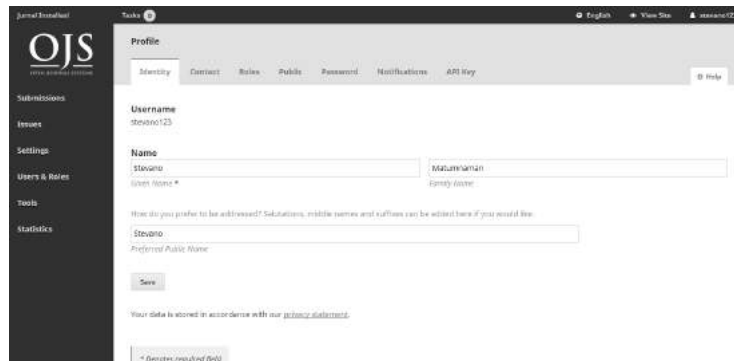 Jurnal Instalasi Tasks 0 English View Site stevano123
OJS
OPEN JOURNAL SYSTEMS
Profile
Identity Contact Roles Public Password Notifications API Key
Help
Submissions
Issues
Settings
Users & Roles
Tools
Statistics
Username
stevano123
Name
Stevano Matumnaman
Given Name * Family Name
How do you prefer to be addressed? Salutations, middle names and suffixes can be added here if you would like.
Stevano
Preferred Public Name
Save
Your data is stored in accordance with our privacy statement.
* Denotes required field